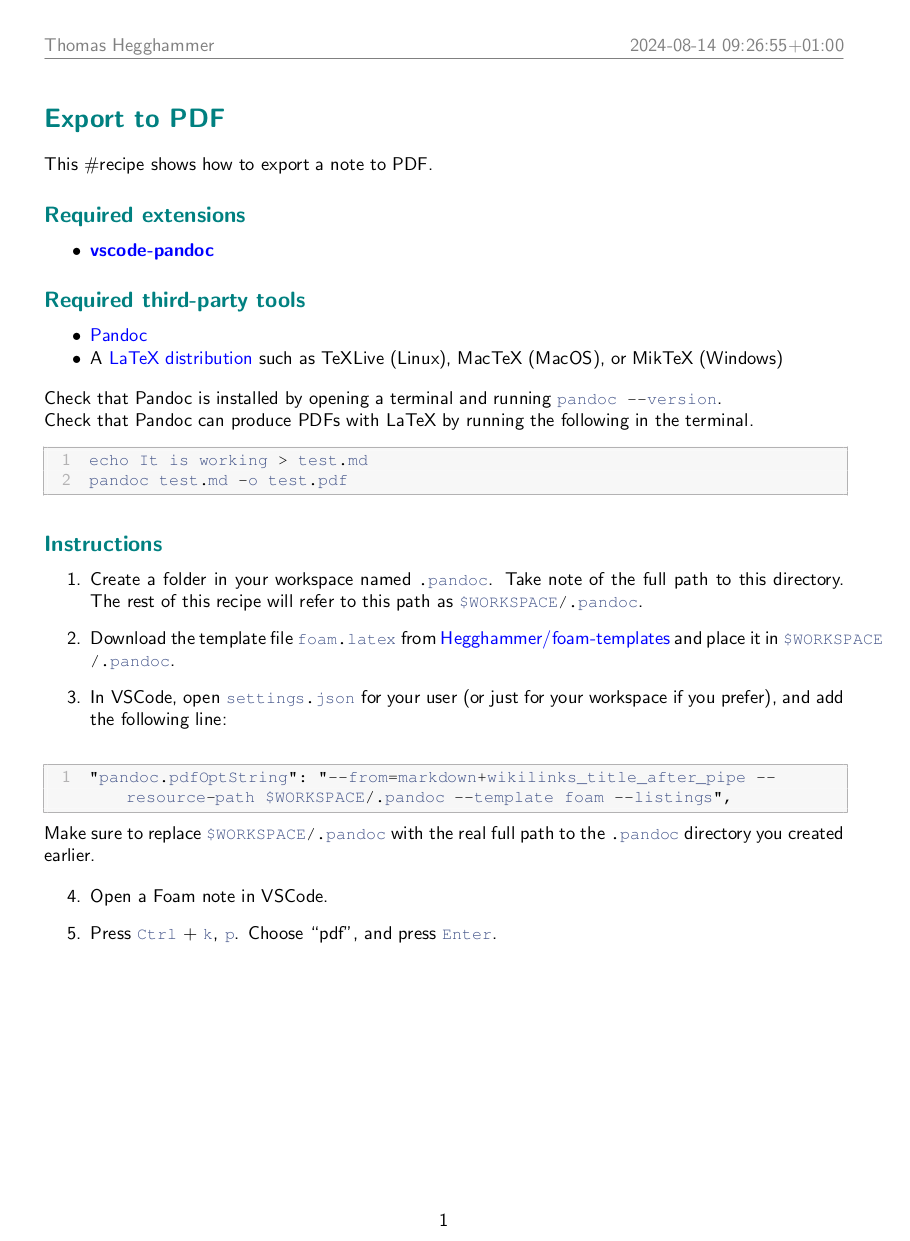 Thomas Hegghammer 2024-08-14 09:26:55+01:00
Export to PDF
This #recipe shows how to export a note to PDF.
Required extensions
• vscode-pandoc
Required third-party tools
• Pandoc
• A LaTeX distribution such as TeXLive (Linux), MacTeX (MacOS), or MikTeX (Windows)
Check that Pandoc is installed by opening a terminal and running pandoc --version.
Check that Pandoc can produce PDFs with LaTeX by running the following in the terminal.
1 echo It is working > test.md
2 pandoc test.md -o test.pdf
Instructions
1. Create a folder in your workspace named .pandoc. Take note of the full path to this directory.
The rest of this recipe will refer to this path as $WORKSPACE/.pandoc.
2. Download the template file foam.latex from Hegghammer/foam-templates and place it in $WORKSPACE
/.pandoc.
3. In VSCode, open settings.json for your user (or just for your workspace if you prefer), and add
the following line:
1 "pandoc.pdfOptString": "--from=markdown+wikilinks_title_after_pipe --
resource-path $WORKSPACE/.pandoc --template foam --listings",
Make sure to replace $WORKSPACE/.pandoc with the real full path to the .pandoc directory you created
earlier.
4. Open a Foam note in VSCode.
5. Press Ctrl + k, p. Choose “pdf”, and press Enter.
1